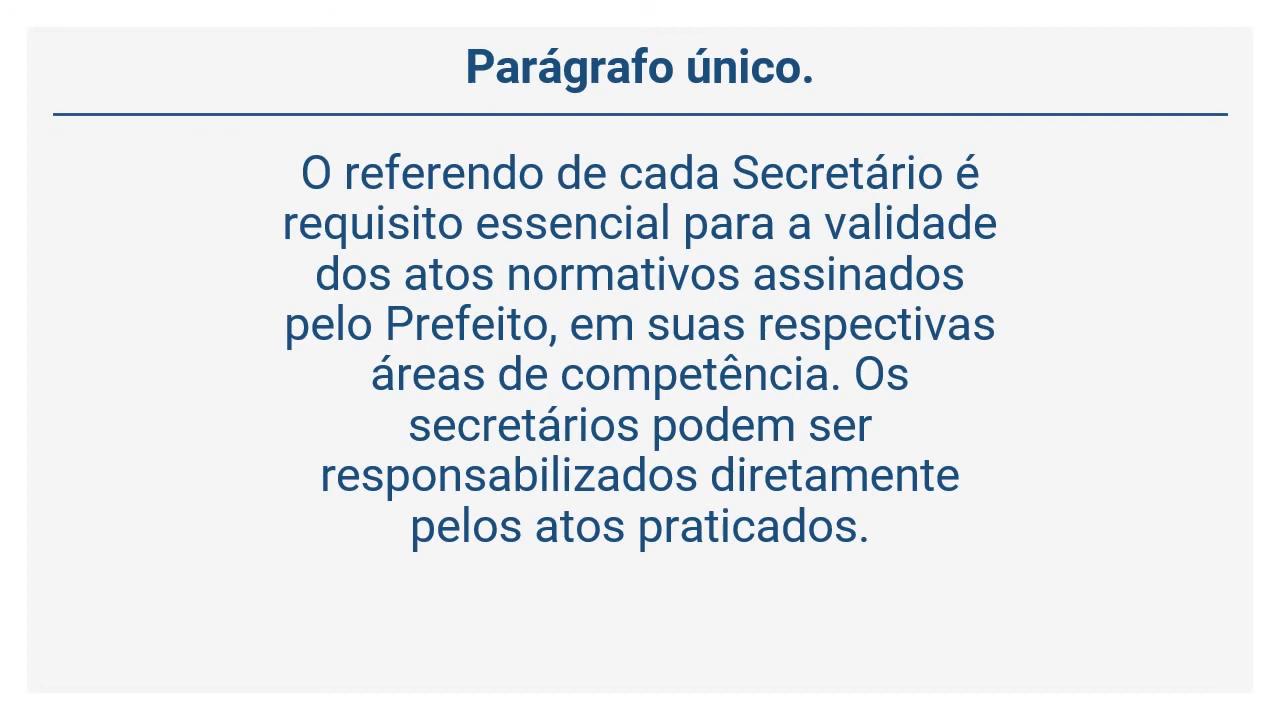 Parágrafo único.
O referendo de cada Secretário é
requisito essencial para a validade
dos atos normativos assinados
pelo Prefeito, em suas respectivas
áreas de competência. Os
secretários podem ser
responsabilizados diretamente
pelos atos praticados.